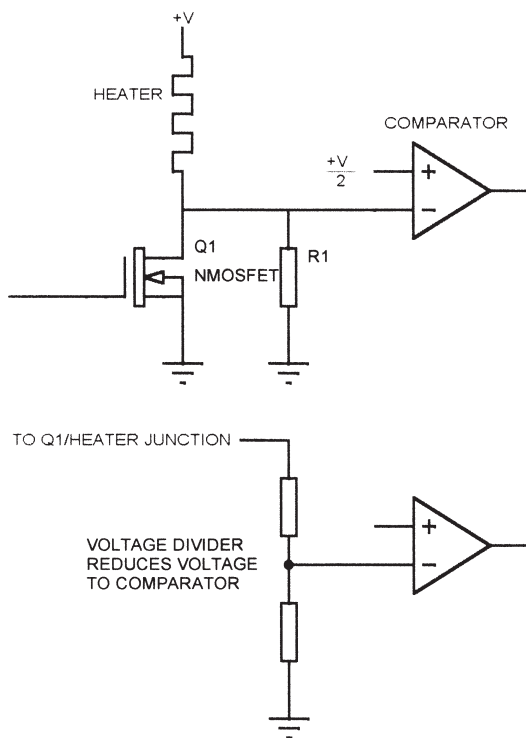 +V
HEATER
COMPARATOR
+V
2
+
−
Q1
R1
NMOSFET
TO Q1/HEATER JUNCTION
+
−
VOLTAGE DIVIDER
REDUCES VOLTAGE
TO COMPARATOR